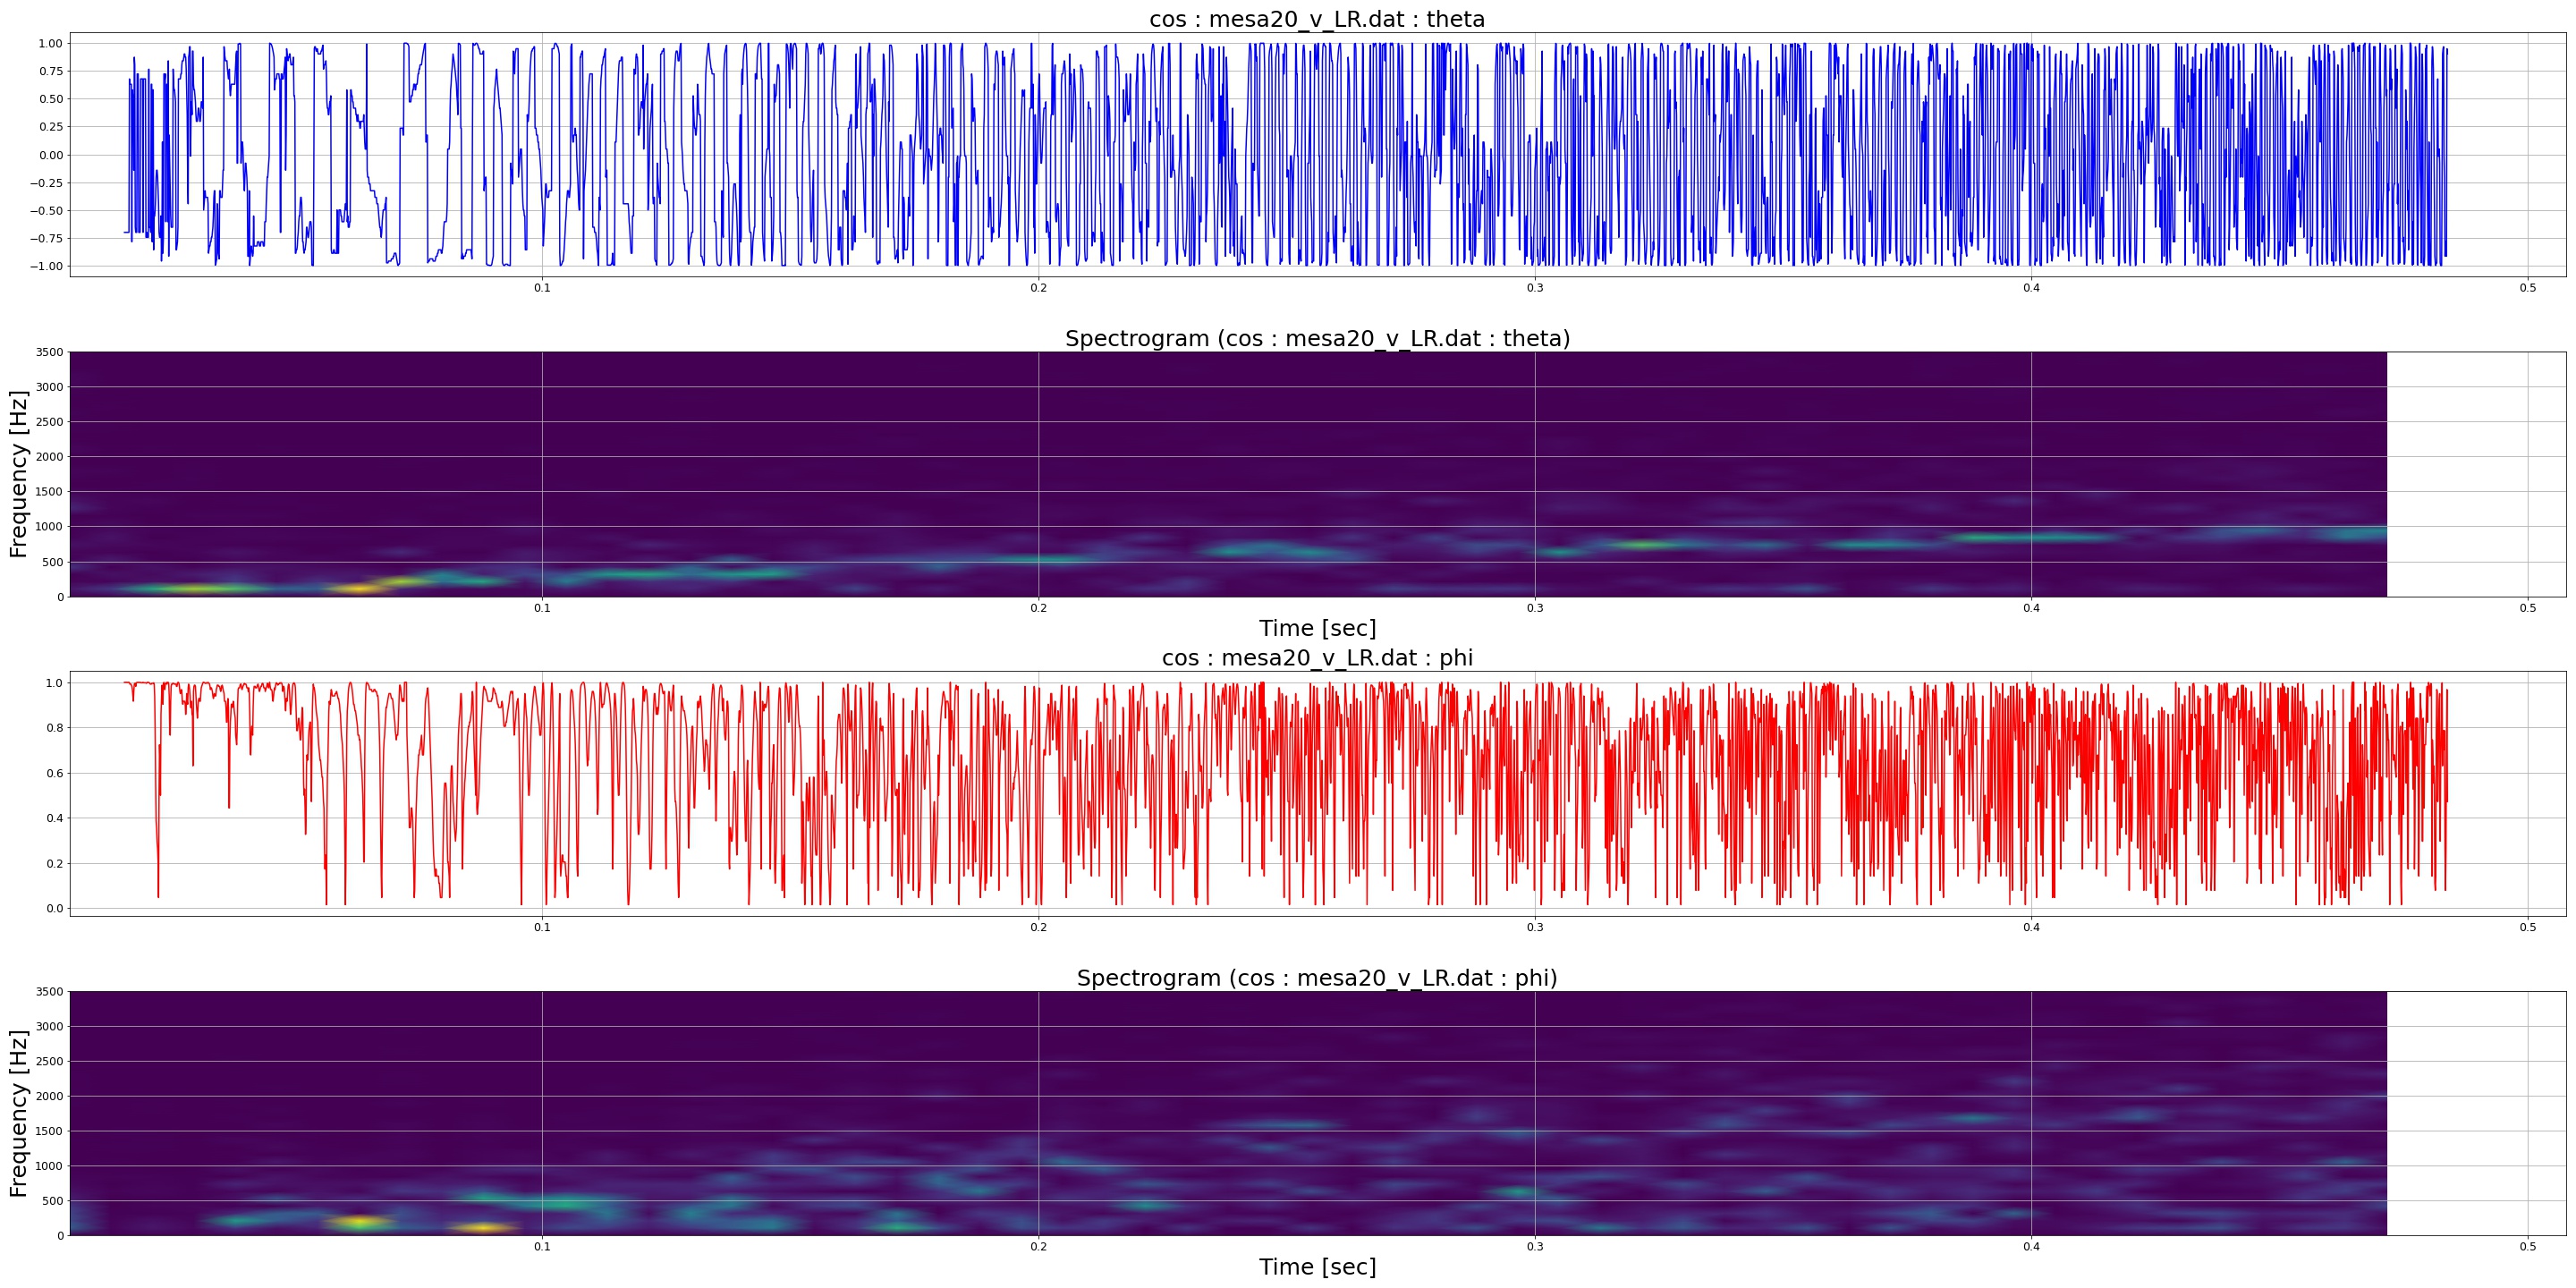 cos : mesa20_v_LR.dat : theta
1.00
0.75
0.50
0.25
0.00
−0.25
−0.50
−0.75
−1.00
0.1 0.2 0.3 0.4 0.5
Spectrogram (cos : mesa20_v_LR.dat : theta)
Frequency [Hz]
3500
3000
2500
2000
1500
1000
500
0
0.1 0.2 0.3 0.4 0.5
Time [sec]
cos : mesa20_v_LR.dat : phi
1.0
0.8
0.6
0.4
0.2
0.0
0.1 0.2 0.3 0.4 0.5
Spectrogram (cos : mesa20_v_LR.dat : phi)
Frequency [Hz]
3500
3000
2500
2000
1500
1000
500
0
0.1 0.2 0.3 0.4 0.5
Time [sec]